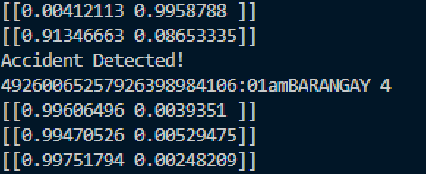 [[0.00412113 0.9958788 ]]
[[0.91346663 0.08653335]]
Accident Detected!
49260065257926398984106:01amBARANGAY 4
[[0.99606496 0.0039351 ]]
[[0.99470526 0.00529475]]
[[0.99751794 0.00248209]]